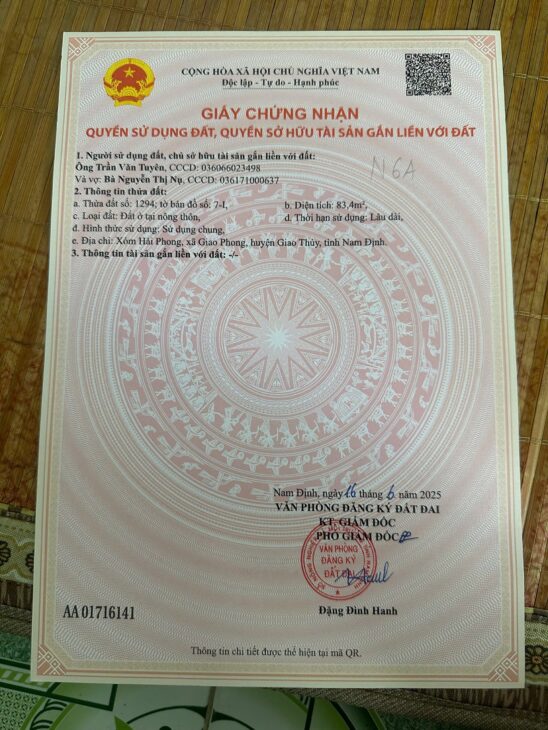 CỘNG HÒA XÃ HỘI CHỦ NGHĨA VIỆT NAM
Độc lập - Tự do - Hạnh phúc
GIẤY CHỨNG NHẬN
QUYỀN SỬ DỤNG ĐẤT, QUYỀN SỞ HỮU TÀI SẢN GẮN LIỀN VỚI ĐẤT
1. Người sử dụng đất, chủ sở hữu tài sản gắn liền với đất:
Ông Trần Văn Tuyên, CCCD: 036066023498
Và vợ: Bà Nguyễn Thị Nụ, CCCD: 036171000637
N6A
2. Thông tin thửa đất:
a. Thửa đất số: 1294; tờ bản đồ số: 7-I, b. Diện tích: 83,4m²,
c. Loại đất: Đất ở tại nông thôn, d. Thời hạn sử dụng: Lâu dài,
đ. Hình thức sử dụng: Sử dụng chung,
e. Địa chỉ: Xóm Hải Phong, xã Giao Phong, huyện Giao Thủy, tỉnh Nam Định.
3. Thông tin tài sản gắn liền với đất: -/-
Nam Định, ngày 16 tháng 6 năm 2025
VĂN PHÒNG ĐĂNG KÝ ĐẤT ĐAI
KT. GIÁM ĐỐC
PHÓ GIÁM ĐỐC
VĂN PHÒNG
ĐĂNG KÝ
ĐẤT ĐAI
Đặng Đình Hanh
AA 01716141
Thông tin chi tiết được thể hiện tại mã QR.